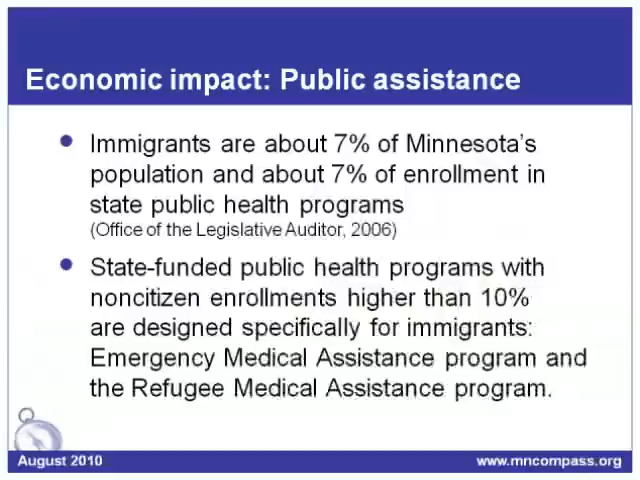 Economic impact: Public assistance
Immigrants are about 7% of Minnesota's
population and about 7% of enrollment in
state public health programs
(Office of the Legislative Auditor, 2006)
State-funded public health programs with
noncitizen enrollments higher than 10%
are designed specifically for immigrants:
Emergency Medical Assistance program and
the Refugee Medical Assistance program.
August 2010
www.mncompass.org